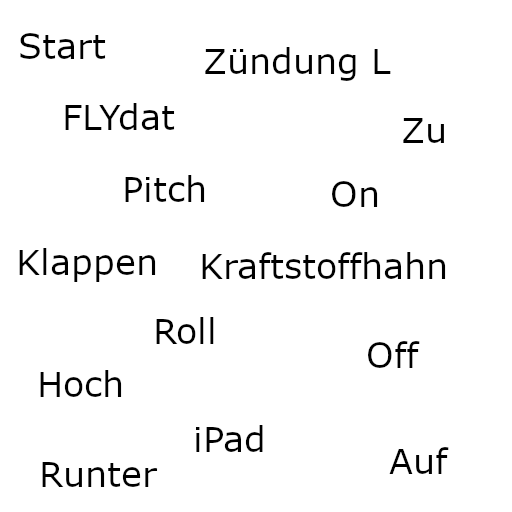 Start
Zündung L
FLYdat
Zu
Pitch
On
Klappen
Kraftstoffhahn
Roll
Off
Hoch
iPad
Auf
Runter